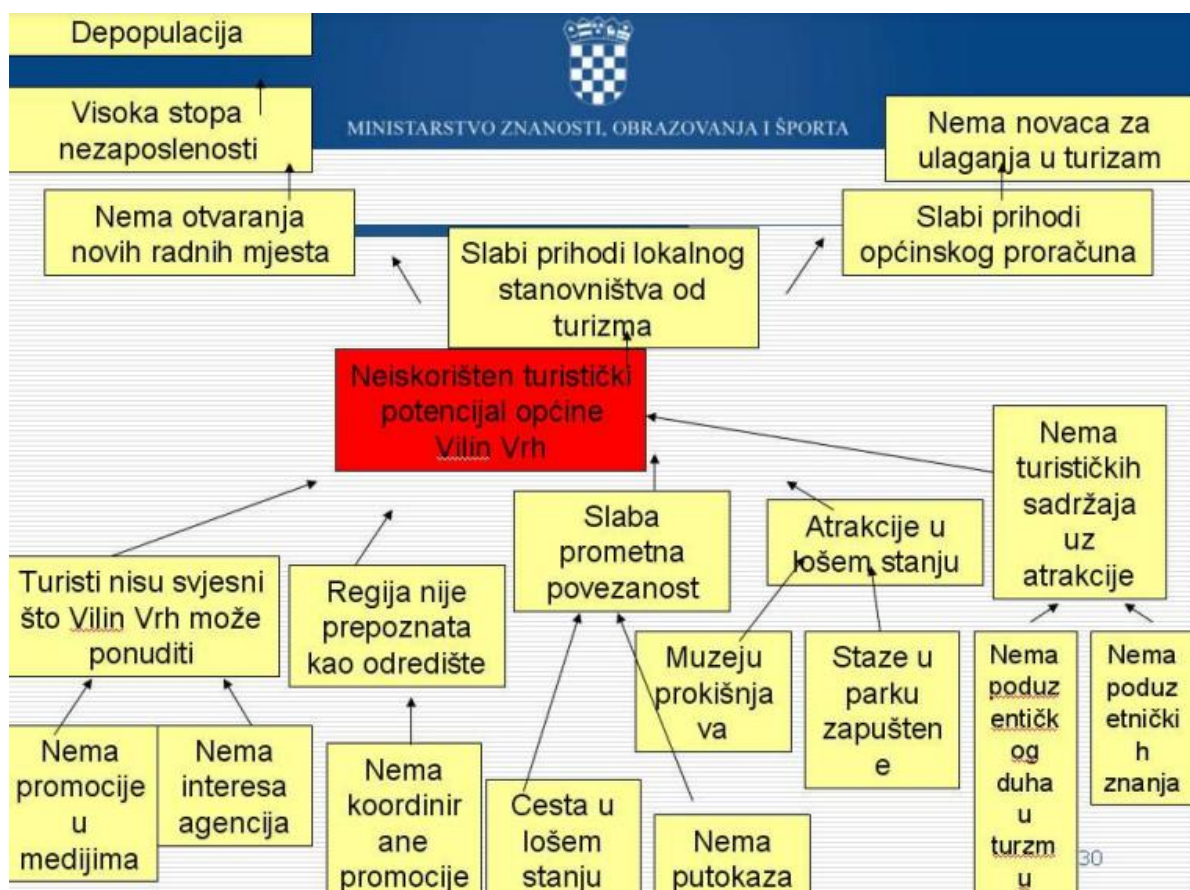 Depopulacija
Visoka stopa
nezaposlenosti
MINISTARSTVO ZNANOSTI, OBRAZOVANJA I ŠPORTA
Nema novaca za
ulaganja u turizam
Nema otvaranja
novih radnih mjesta
Slabi prihodi lokalnog
stanovništva od
turizma
Slabi prihodi
općinskog proračuna
Neiskorišten turistički
potencijal općine
Vilin Vrh
Turisti nisu svjesni
što Vilin Vrh može
ponuditi
Regija nije
prepoznata
kao odredište
Slaba
prometna
povezanost
Atrakcije u
lošem stanju
Nema
turističkih
sadržaja
uz
atrakcije
Nema
promocije
u
medijima
Nema
interesa
agencija
Nema
koordinir
ane
promocije
Cesta u
lošem
stanju
Nema
putokaza
Muzeju
prokišnja
va
Staze u
parku
zapušten
e
Nema
poduz
entičk
og
duha
u
turzm
u
Nema
poduz
etnički
h
znanja
30